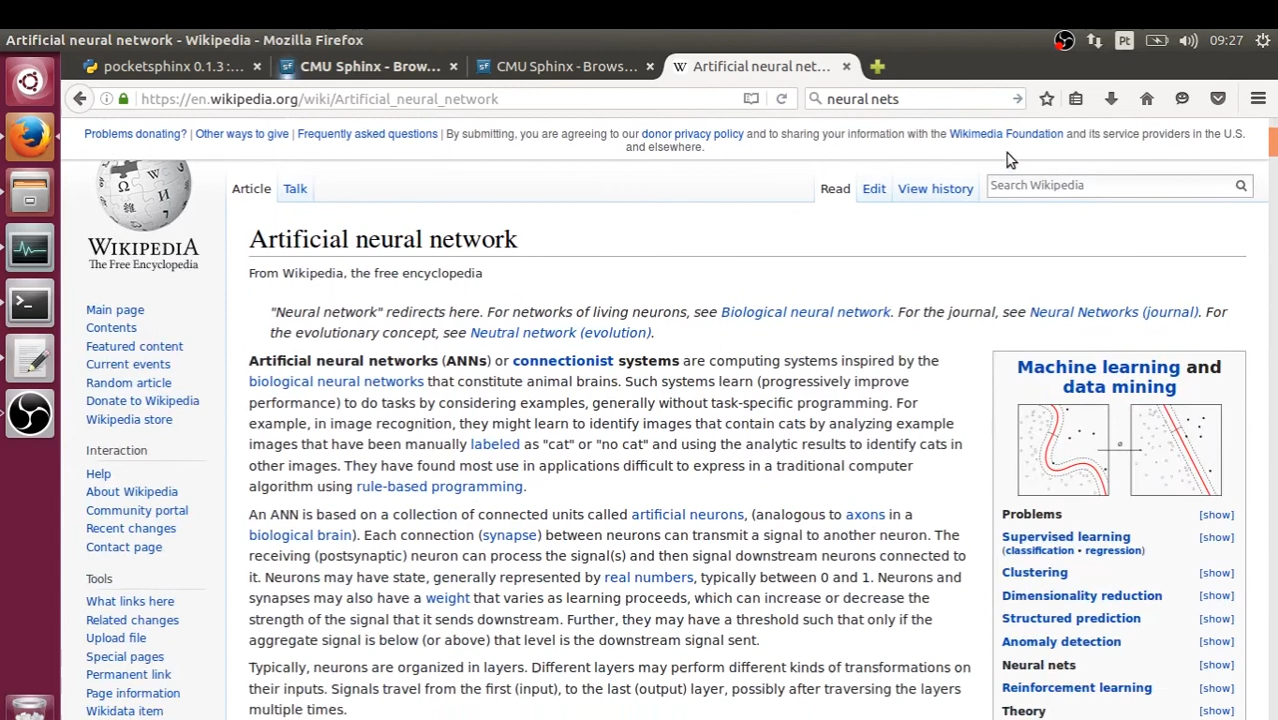 Artificial neural network - Wikipedia - Mozilla Firefox
Pt
09:27
pocketsphinx 0.1.3 :...
CMU Sphinx - Brow...
CMU Sphinx - Brows...
W Artificial neural net...
https://en.wikipedia.org/wiki/Artificial_neural_network
neural nets
Problems donating? | Other ways to give | Frequently asked questions | By submitting, you are agreeing to our donor privacy policy and to sharing your information with the Wikimedia Foundation and its service providers in the U.S.
and elsewhere.
WIKIPEDIA
The Free Encyclopedia
Main page
Contents
Featured content
Current events
Random article
Donate to Wikipedia
Wikipedia store
Interaction
Help
About Wikipedia
Community portal
Recent changes
Contact page
Tools
What links here
Related changes
Upload file
Special pages
Permanent link
Page information
Wikidata item
Article
Talk
Read
Edit
View history
Search Wikipedia
Artificial neural network
From Wikipedia, the free encyclopedia
"Neural network" redirects here. For networks of living neurons, see Biological neural network. For the journal, see Neural Networks (journal). For
the evolutionary concept, see Neutral network (evolution).
Artificial neural networks (ANNs) or connectionist systems are computing systems inspired by the
biological neural networks that constitute animal brains. Such systems learn (progressively improve
performance) to do tasks by considering examples, generally without task-specific programming. For
example, in image recognition, they might learn to identify images that contain cats by analyzing example
images that have been manually labeled as "cat" or "no cat" and using the analytic results to identify cats in
other images. They have found most use in applications difficult to express in a traditional computer
algorithm using rule-based programming.
An ANN is based on a collection of connected units called artificial neurons, (analogous to axons in a
biological brain). Each connection (synapse) between neurons can transmit a signal to another neuron. The
receiving (postsynaptic) neuron can process the signal(s) and then signal downstream neurons connected to
it. Neurons may have state, generally represented by real numbers, typically between 0 and 1. Neurons and
synapses may also have a weight that varies as learning proceeds, which can increase or decrease the
strength of the signal that it sends downstream. Further, they may have a threshold such that only if the
aggregate signal is below (or above) that level is the downstream signal sent.
Typically, neurons are organized in layers. Different layers may perform different kinds of transformations on
their inputs. Signals travel from the first (input), to the last (output) layer, possibly after traversing the layers
multiple times.
Machine learning and
data mining
Problems [show]
Supervised learning [show]
(classification • regression)
Clustering [show]
Dimensionality reduction [show]
Structured prediction [show]
Anomaly detection [show]
Neural nets [show]
Reinforcement learning [show]
Theory [show]